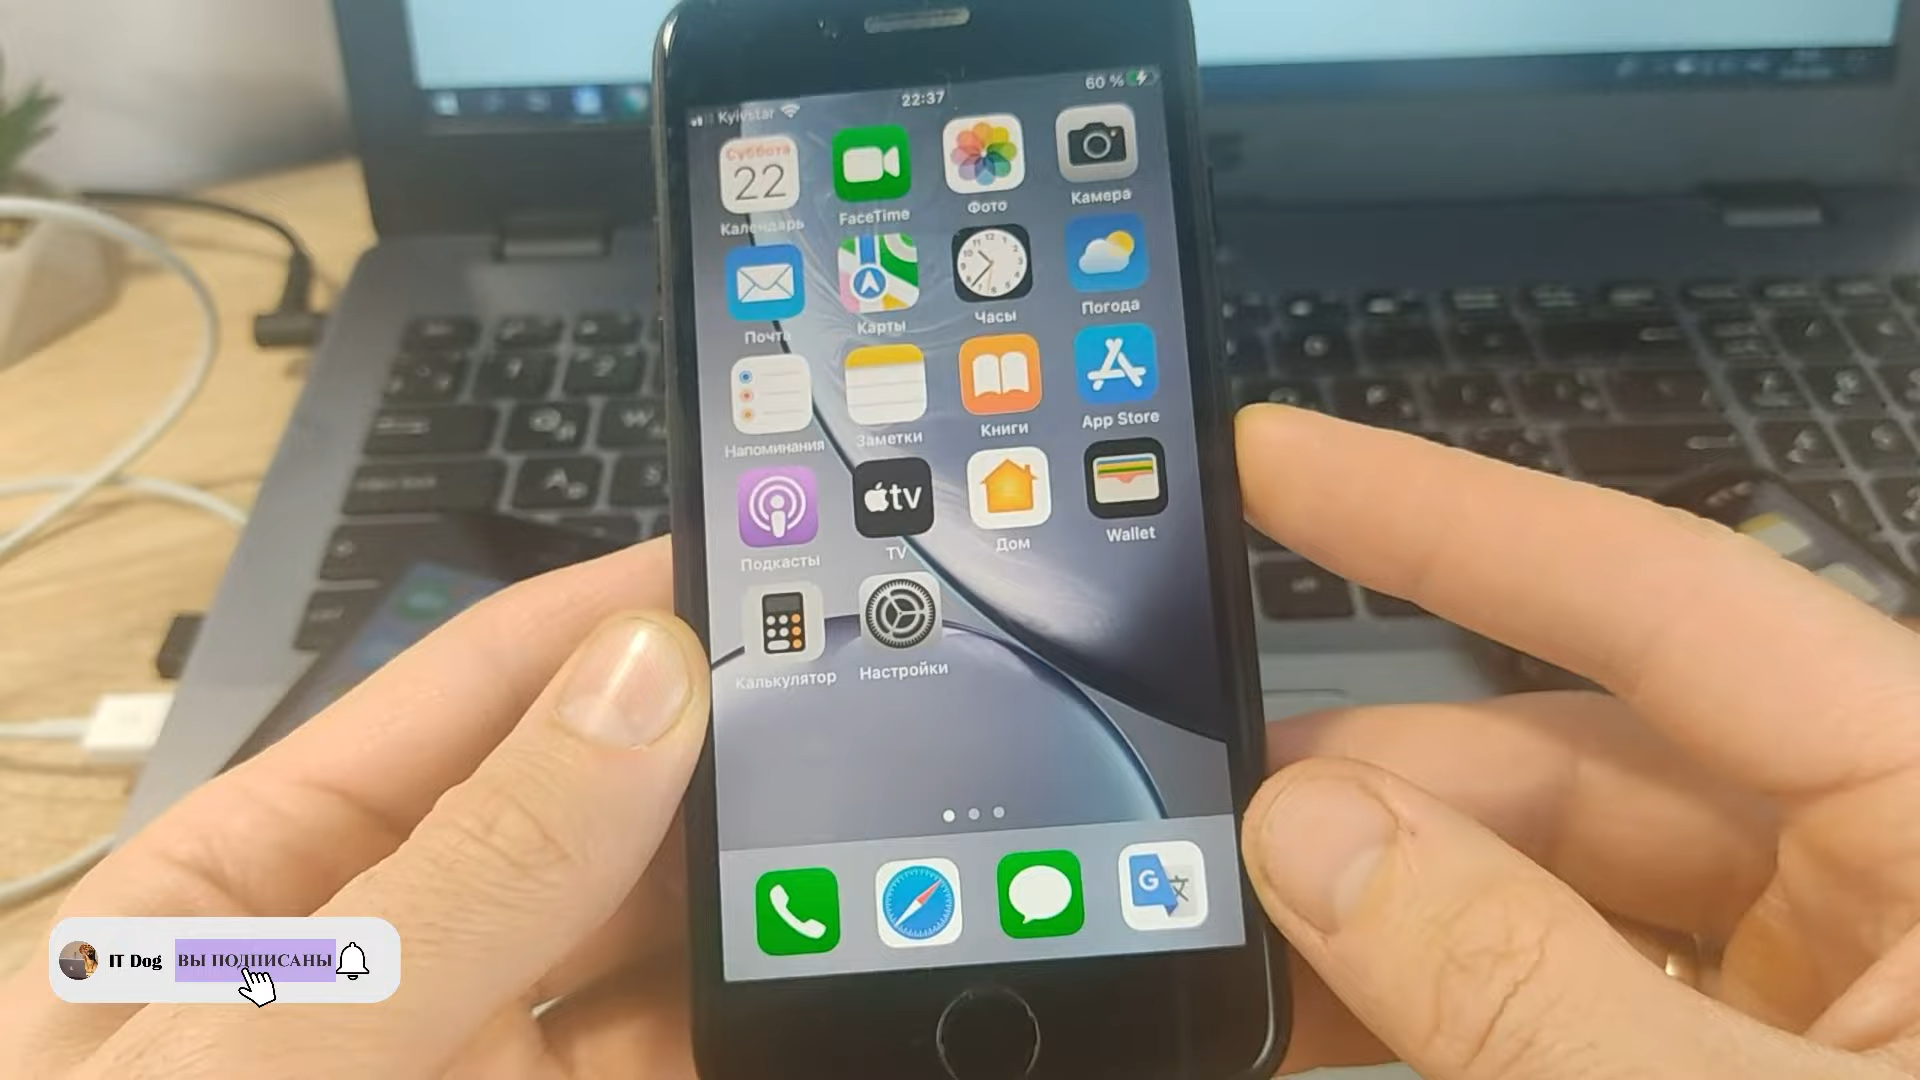 Kyivstar
22:37
60 %
Суббота
22
Календарь
FaceTime
Фото
Камера
Почта
Карты
Часы
Погода
Напоминания
Заметки
Книги
App Store
Подкасты
tv
TV
Дом
Wallet
Калькулятор
Настройки
G
IT Dog
ВЫ ПОДПИСАНЫ